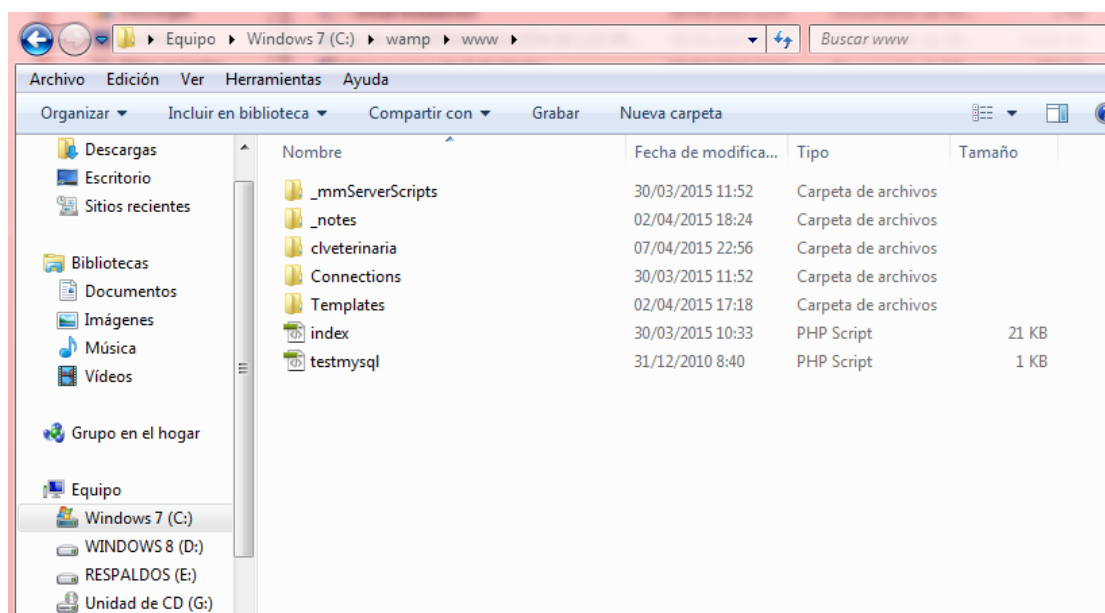 Equipo Windows 7 (C:) wamp www Buscar www
Archivo Edición Ver Herramientas Ayuda
Organizar Incluir en biblioteca Compartir con Grabar Nueva carpeta
Descargas
Escritorio
Sitios recientes
Bibliotecas
Documentos
Imágenes
Música
Vídeos
Grupo en el hogar
Equipo
Windows 7 (C:)
WINDOWS 8 (D:)
RESPALDOS (E:)
Unidad de CD (G:)
Nombre Fecha de modifica... Tipo Tamaño
_mmServerScripts 30/03/2015 11:52 Carpeta de archivos
_notes 02/04/2015 18:24 Carpeta de archivos
clveterinaria 07/04/2015 22:56 Carpeta de archivos
Connections 30/03/2015 11:52 Carpeta de archivos
Templates 02/04/2015 17:18 Carpeta de archivos
index 30/03/2015 10:33 PHP Script 21 KB
testmysql 31/12/2010 8:40 PHP Script 1 KB